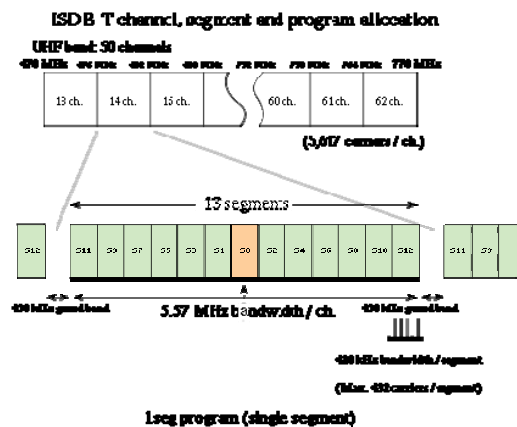 ISDB T channel, segment and program allocation
UHF band: 50 channels
470 MHz 770 MHz
13 ch. 14 ch. 15 ch. 60 ch. 61 ch. 62 ch.
(5,617 carriers / ch.)
13 segments
S12 S11 S9 S7 S5 S3 S1 S0 S2 S4 S6 S8 S10 S12 S11 S9
430 kHz guard band 430 kHz guard band
5.57 MHz bandwidth / ch.
bandwidth / segment
(Max. 432 carriers / segment)
1seg program (single segment)